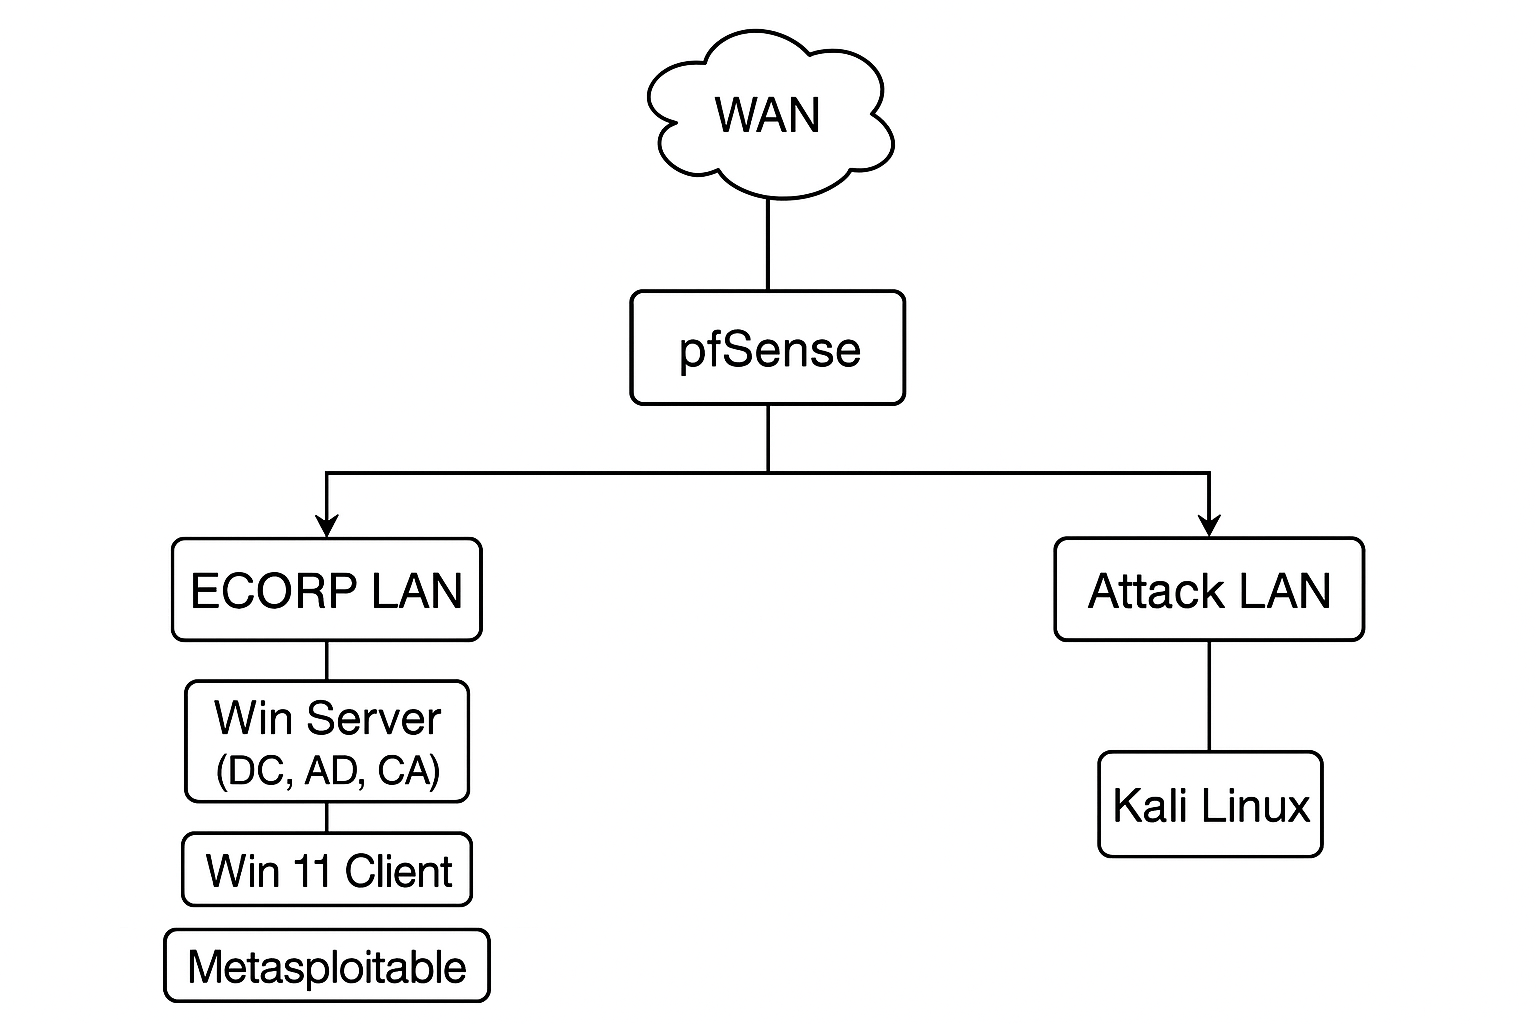 WAN
pfSense
ECORP LAN
Attack LAN
Win Server
(DC, AD, CA)
Kali Linux
Win 11 Client
Metasploitable